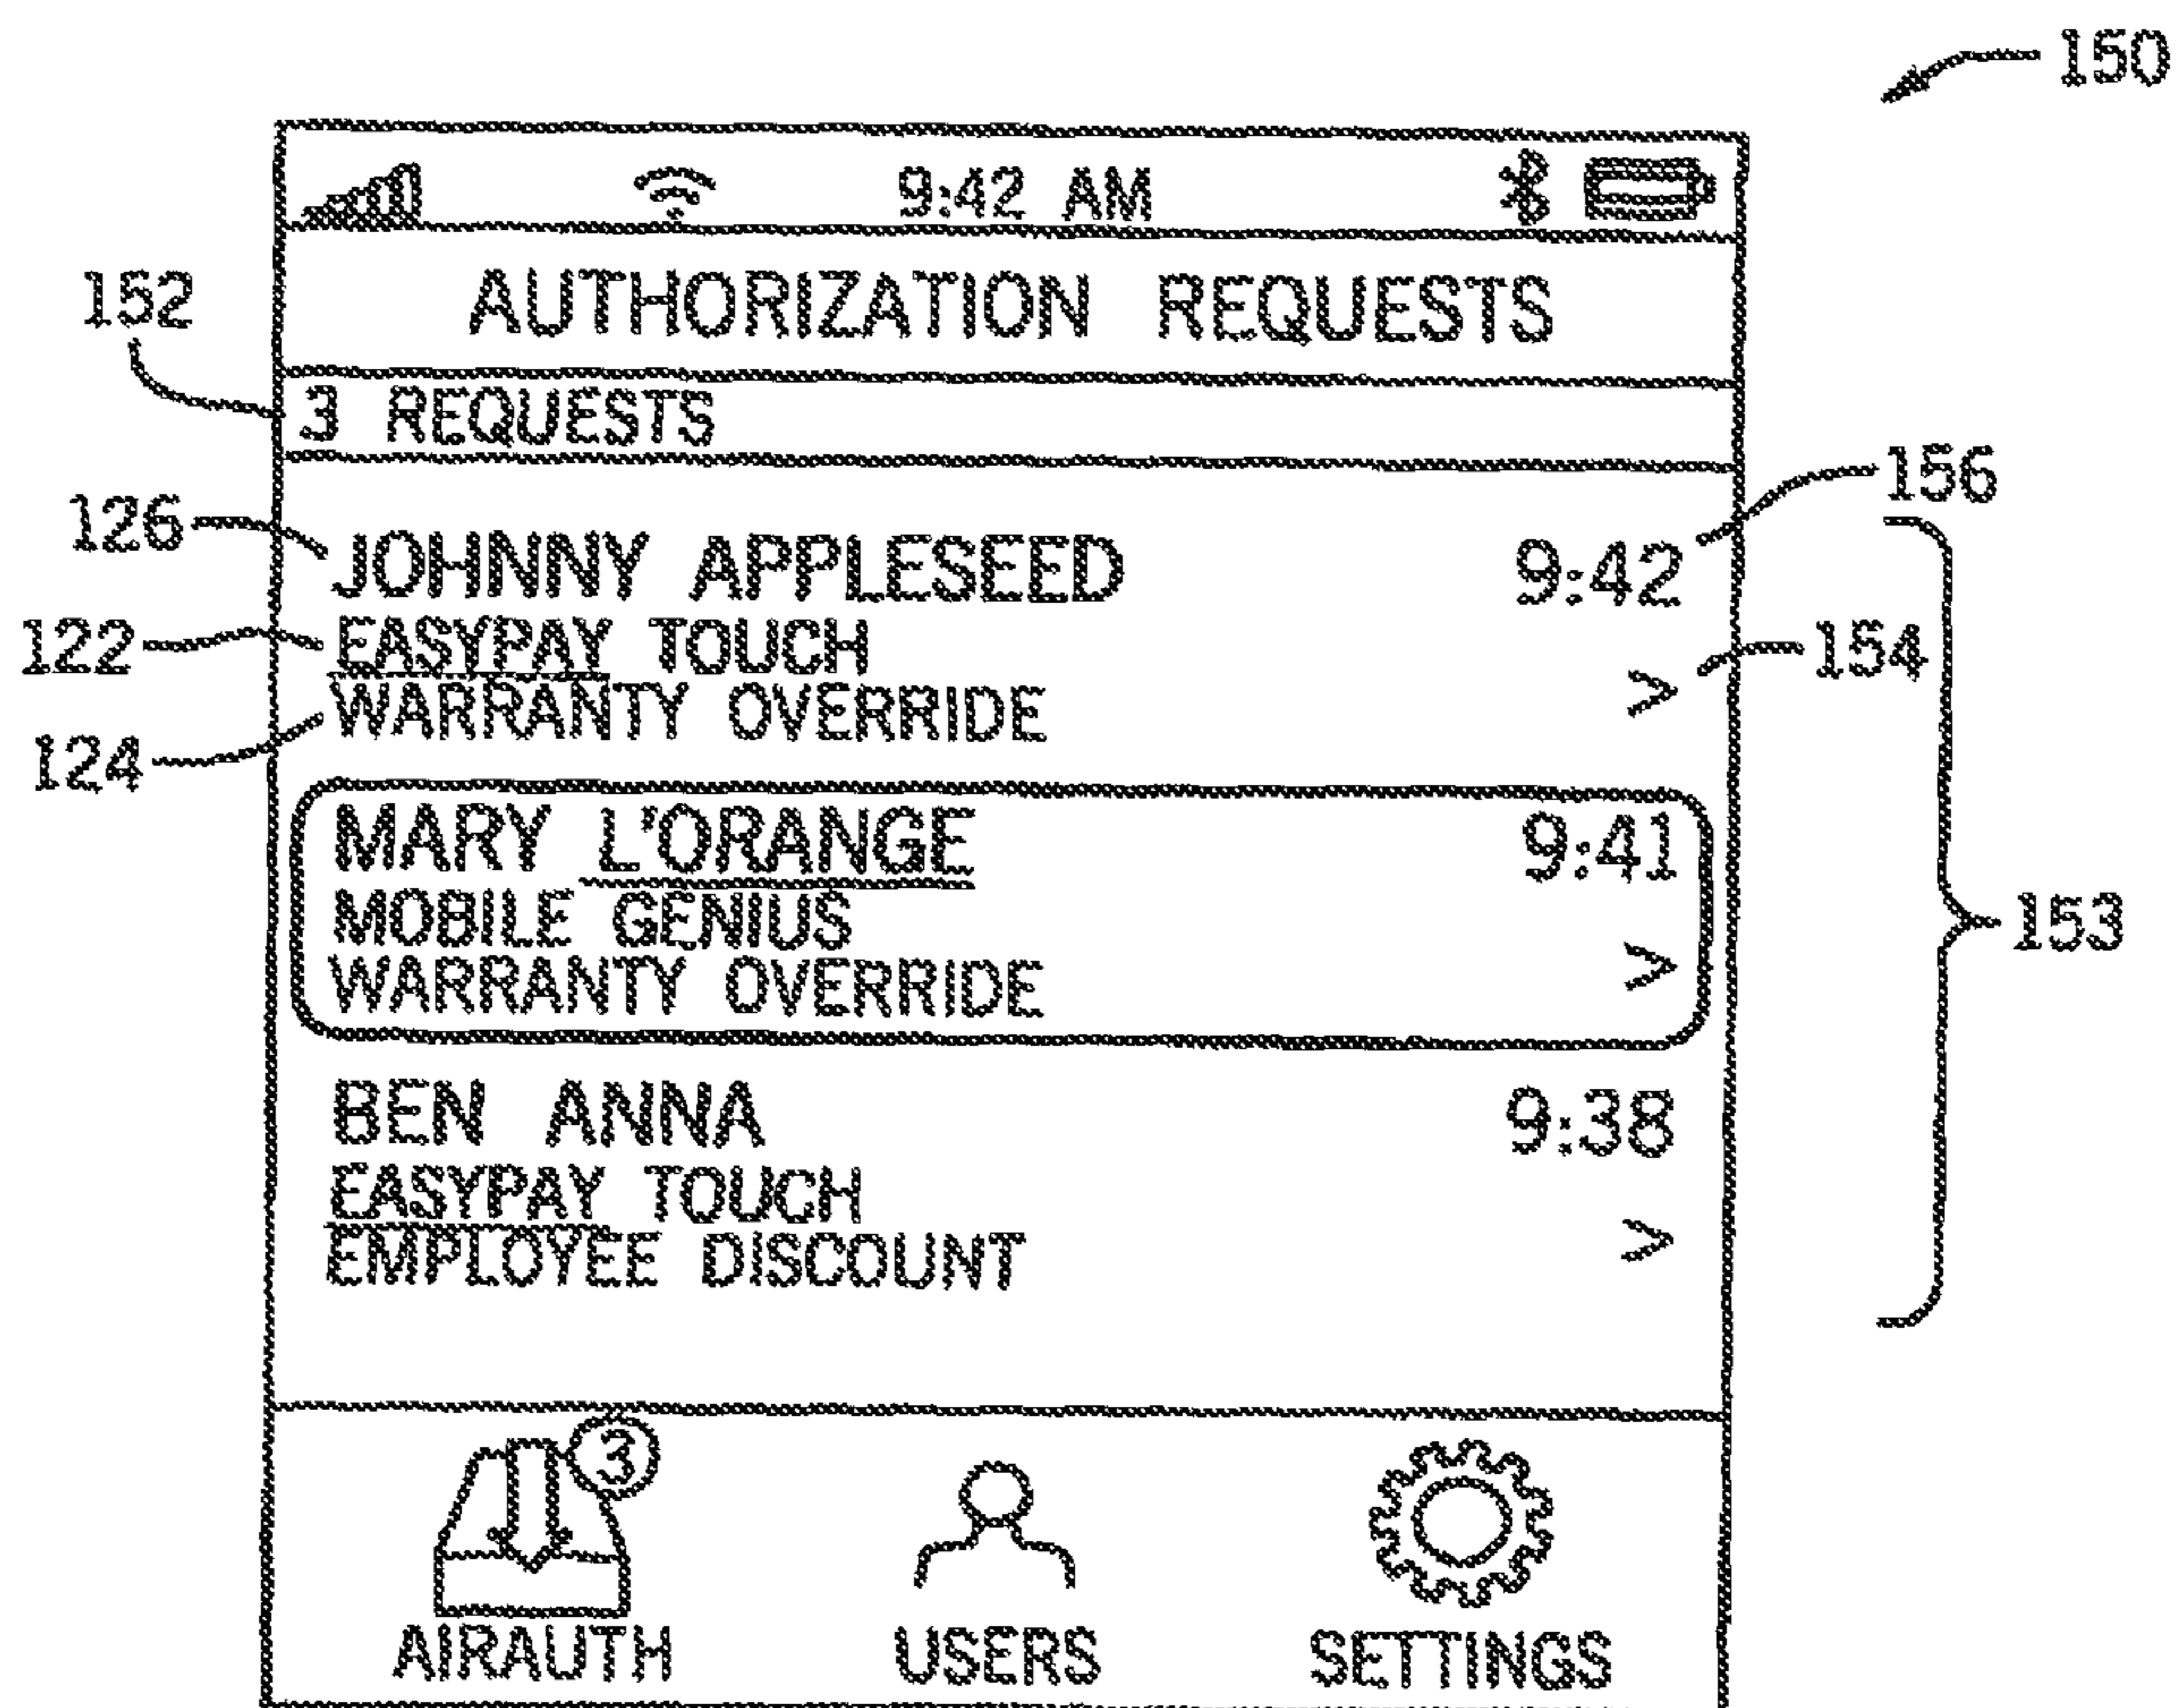 150
9:42 AM
152
AUTHORIZATION REQUESTS
3 REQUESTS
156
126
JOHNNY APPLESEED 9:42
122
EASYPAY TOUCH
154
>
124
WARRANTY OVERRIDE
MARY L'ORANGE 9:41
MOBILE GENIUS
153
WARRANTY OVERRIDE >
BEN ANNA 9:38
EASYPAY TOUCH
EMPLOYEE DISCOUNT >
3
AIRAUTH USERS SETTINGS